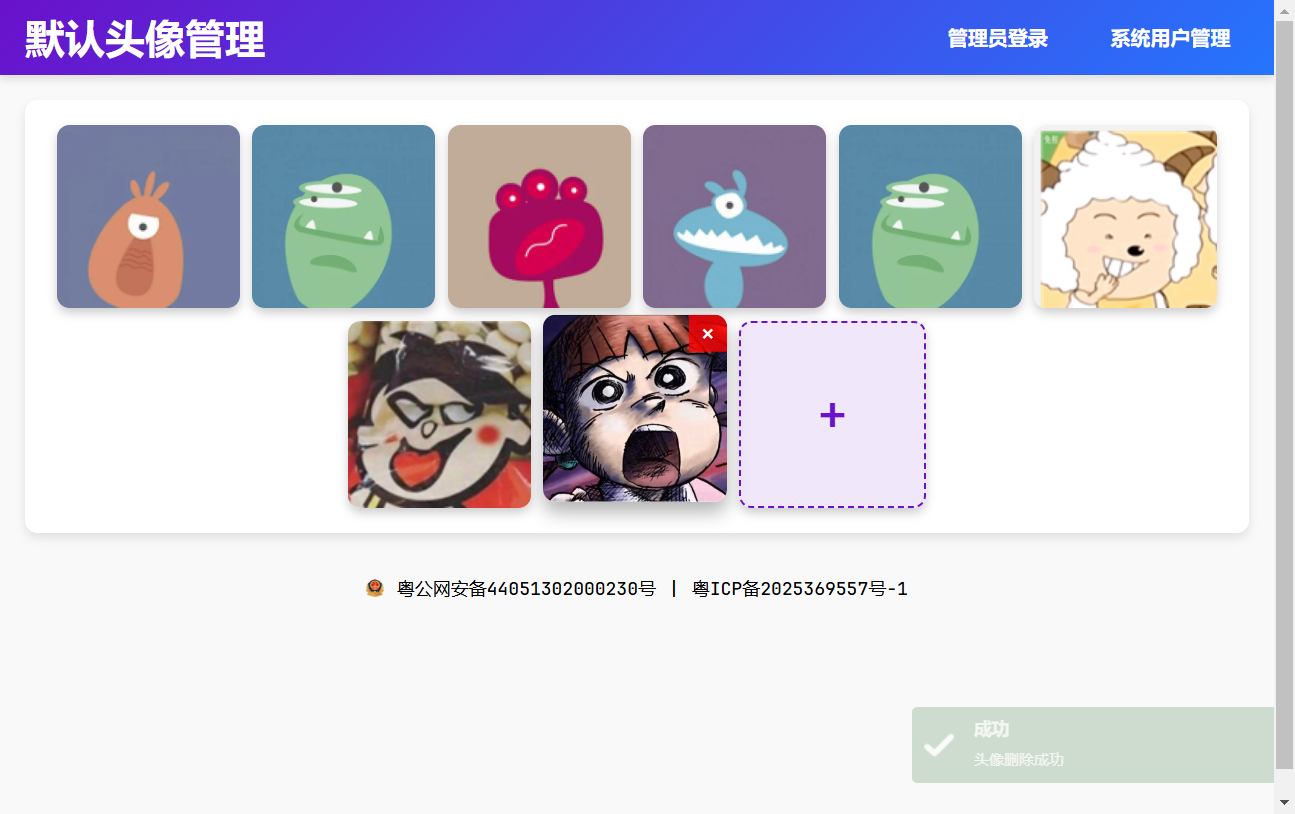 默认头像管理
管理员登录 系统用户管理
免照
×
+
粤公网安备44051302000230号 | 粤ICP备2025369557号-1
成功
头像删除成功